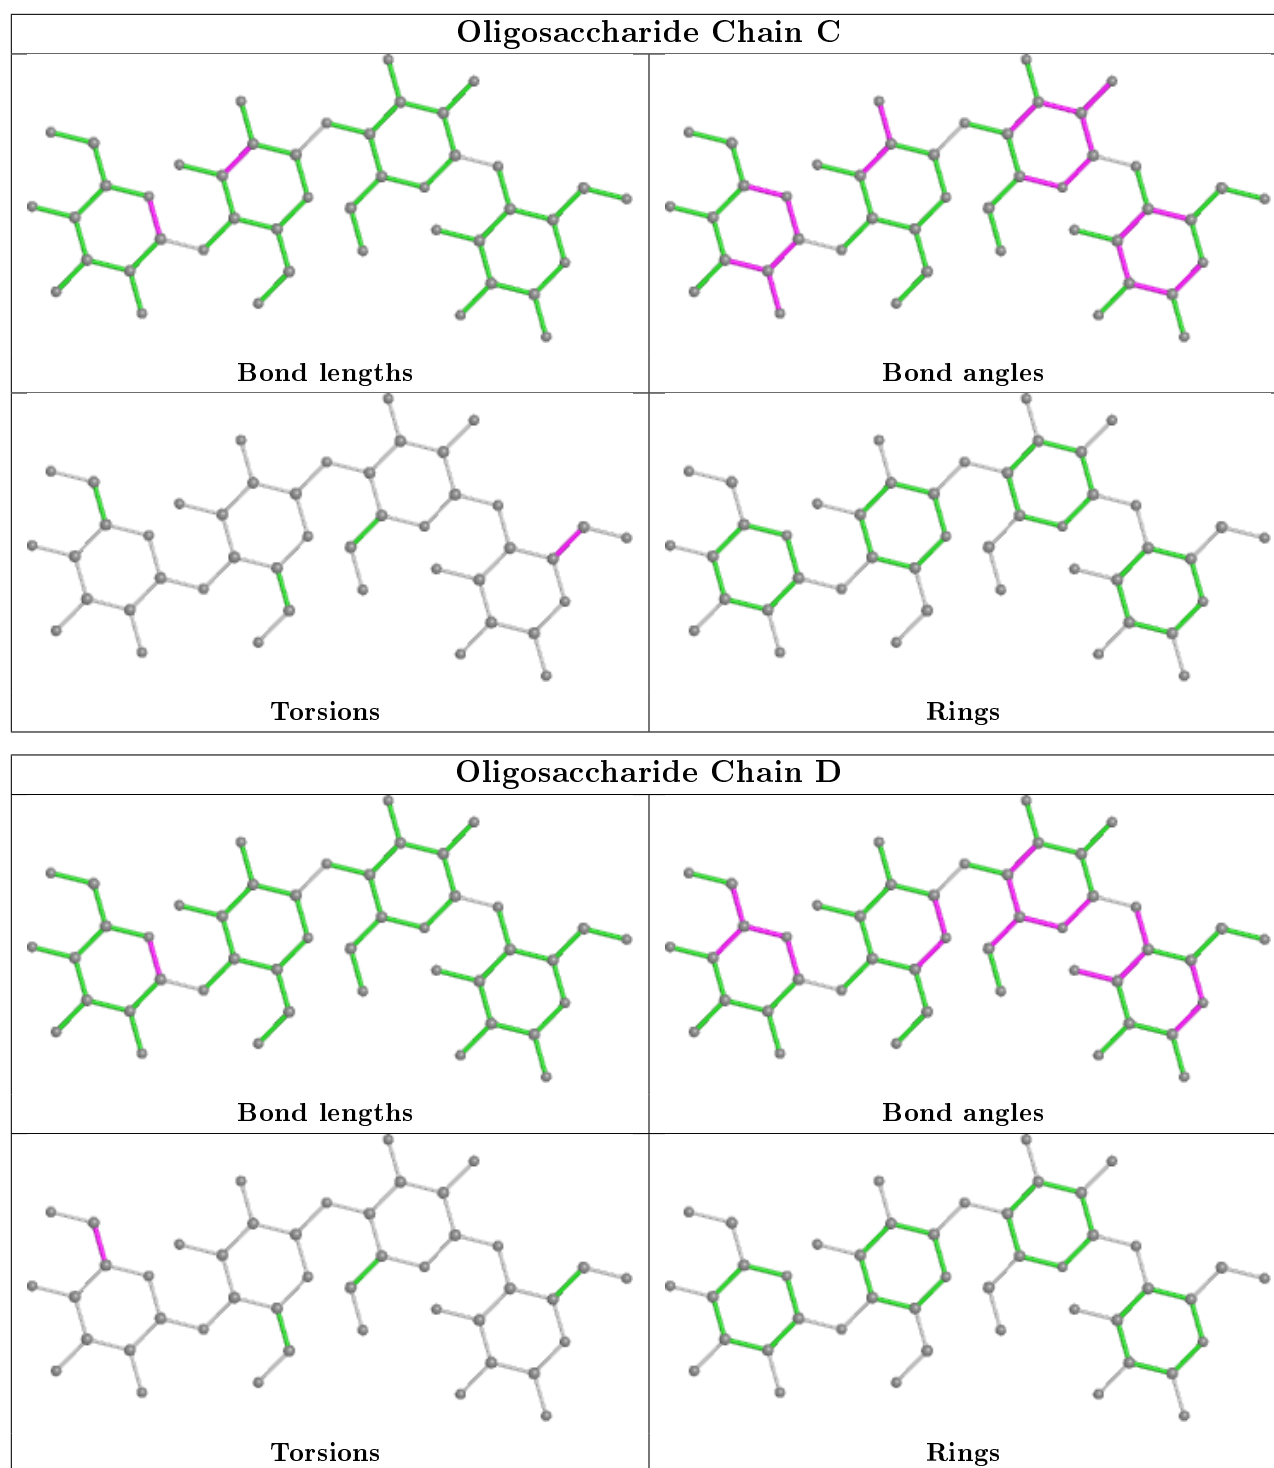 Oligosaccharide Chain C
Bond lengths
Bond angles
Torsions
Rings
Oligosaccharide Chain D
Bond lengths
Bond angles
Torsions
Rings